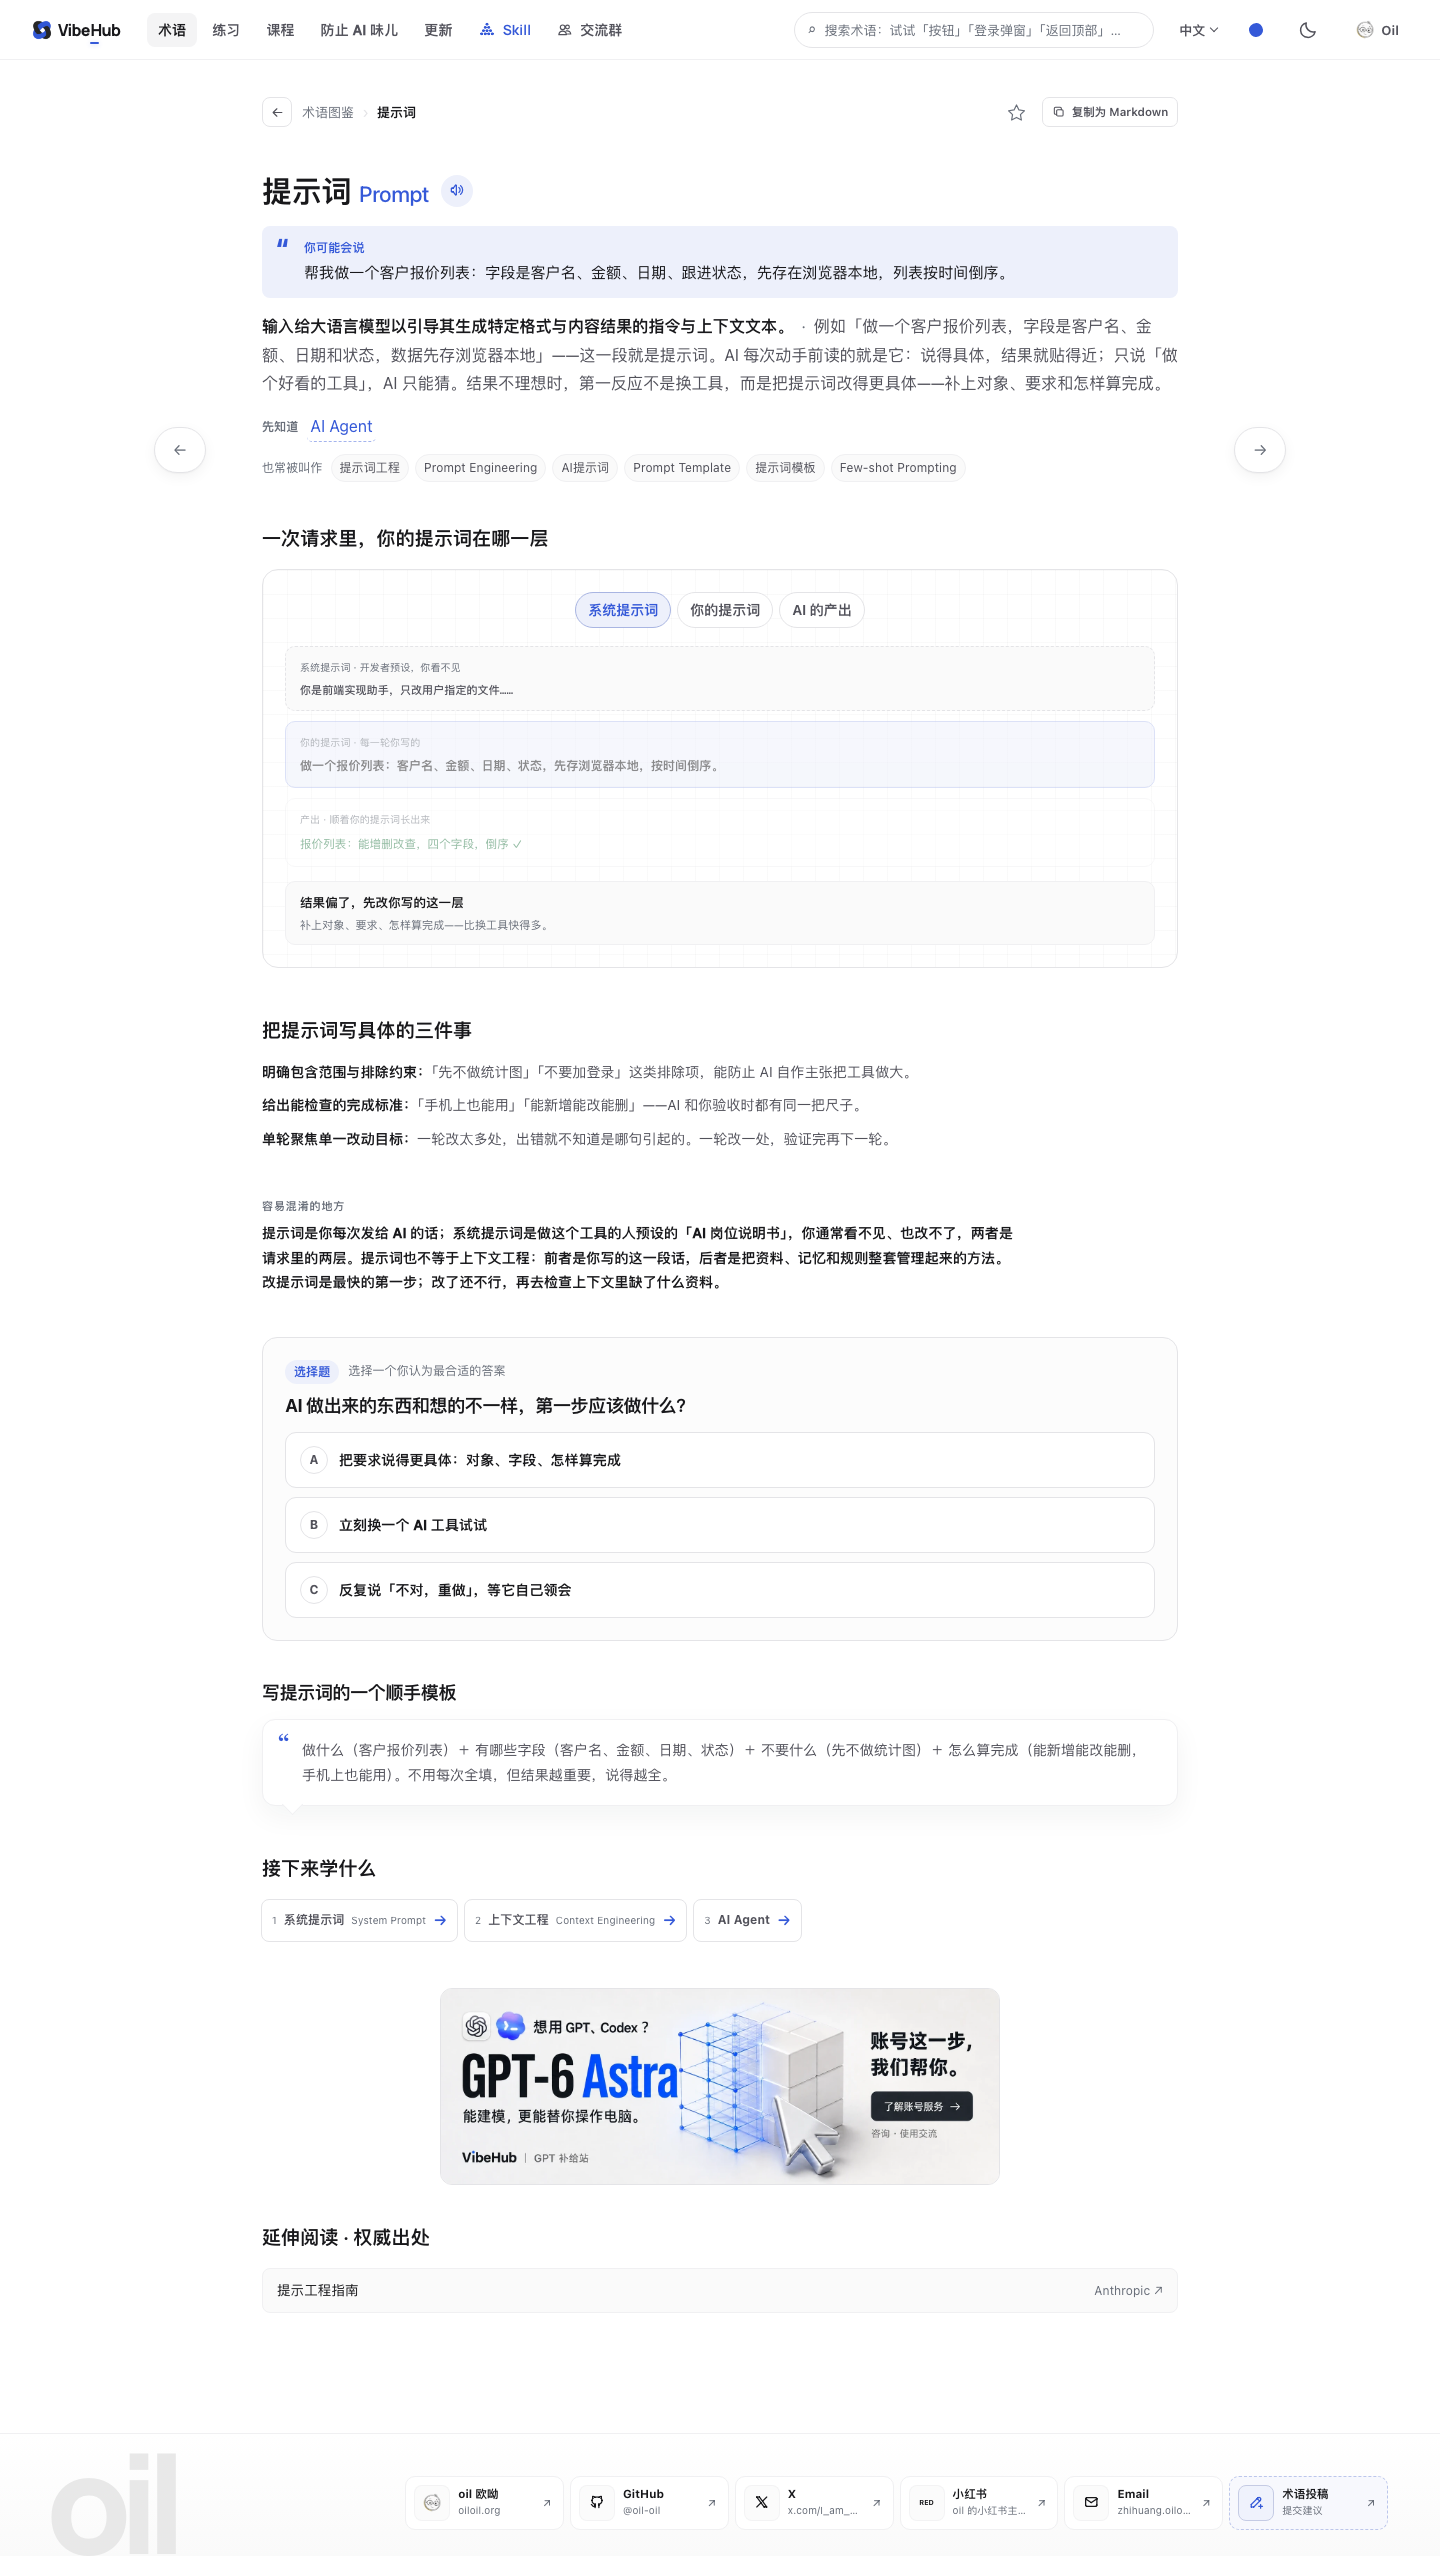 VibeHub
术语
练习
课程
防止 AI 味儿
更新
Skill
交流群
搜索术语：试试「按钮」「登录弹窗」「返回顶部」...
中文
Oil
术语图鉴 › 提示词
复制为 Markdown
提示词 Prompt
你可能会说
帮我做一个客户报价列表：字段是客户名、金额、日期、跟进状态，先存在浏览器本地，列表按时间倒序。
输入给大语言模型以引导其生成特定格式与内容结果的指令与上下文文本。 · 例如「做一个客户报价列表，字段是客户名、金
额、日期和状态，数据先存浏览器本地」——这一段就是提示词。AI 每次动手前读的就是它：说得具体，结果就贴得近；只说「做
个好看的工具」，AI 只能猜。结果不理想时，第一反应不是换工具，而是把提示词改得更具体——补上对象、要求和怎样算完成。
先知道 AI Agent
也常被叫作 提示词工程 Prompt Engineering AI提示词 Prompt Template 提示词模板 Few-shot Prompting
一次请求里，你的提示词在哪一层
系统提示词 你的提示词 AI 的产出
系统提示词 · 开发者预设，你看不见
你是前端实现助手，只改用户指定的文件……
你的提示词 · 每一轮你写的
做一个报价列表：客户名、金额、日期、状态，先存浏览器本地，按时间倒序。
产出 · 顺着你的提示词长出来
报价列表：能增删改查，四个字段，倒序 ✓
结果偏了，先改你写的这一层
补上对象、要求、怎样算完成——比换工具快得多。
把提示词写具体的三件事
明确包含范围与排除约束：「先不做统计图」「不要加登录」这类排除项，能防止 AI 自作主张把工具做大。
给出能检查的完成标准：「手机上也能用」「能新增能改能删」——AI 和你验收时都有同一把尺子。
单轮聚焦单一改动目标：一轮改太多处，出错就不知道是哪句引起的。一轮改一处，验证完再下一轮。
容易混淆的地方
提示词是你每次发给 AI 的话；系统提示词是做这个工具的人预设的「AI 岗位说明书」，你通常看不见、也改不了，两者是
请求里的两层。提示词也不等于上下文工程：前者是你写的这一段话，后者是把资料、记忆和规则整套管理起来的方法。
改提示词是最快的第一步；改了还不行，再去检查上下文里缺了什么资料。
选择题 选择一个你认为最合适的答案
AI 做出来的东西和想的不一样，第一步应该做什么？
A 把要求说得更具体：对象、字段、怎样算完成
B 立刻换一个 AI 工具试试
C 反复说「不对，重做」，等它自己领会
写提示词的一个顺手模板
做什么（客户报价列表）＋ 有哪些字段（客户名、金额、日期、状态）＋ 不要什么（先不做统计图）＋ 怎么算完成（能新增能改能删，
手机上也能用）。不用每次全填，但结果越重要，说得越全。
接下来学什么
1 系统提示词 System Prompt →
2 上下文工程 Context Engineering →
3 AI Agent →
想用 GPT、Codex ？
GPT-6 Astra
能建模，更能替你操作电脑。
VibeHub | GPT 补给站
账号这一步，
我们帮你。
了解账号服务 →
咨询 · 使用交流
延伸阅读 · 权威出处
提示工程指南 Anthropic ↗
oil
oil 欧呦
oiloil.org
GitHub
@oil-oil
X
x.com/I_am_...
RED
小红书
oil 的小红书主...
Email
zhihuang.oilo...
术语投稿
提交建议